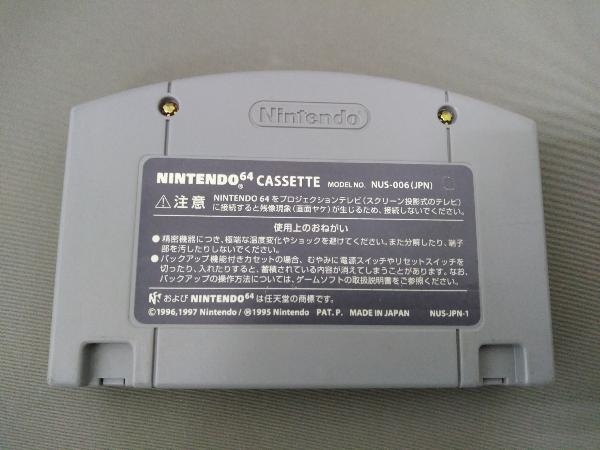 Nintendo
NINTENDO64® CASSETTE MODEL NO. NUS-006(JPN)
⚠注意 NINTENDO 64 をプロジェクションテレビ(スクリーン投影式のテレビ)
に接続すると残像現象(画面ヤケ)が生じるため、接続しないでください。
使用上のおねがい
●精密機器につき、極端な温度変化やショックを避けてください。また分解したり、端子
部を汚したりしないでください。
●バックアップ機能付きカセットの場合、むやみに電源スイッチやリセットスイッチを
切ったり、入れたりすると、蓄積されている内容が消えてしまうことがあります。なお、
バックアップの操作方法については、ゲームソフトの取扱説明書をご参照ください。
N および NINTENDO64 は任天堂の商標です。
©1996,1997 Nintendo/℗1995 Nintendo PAT. P. MADE IN JAPAN NUS-JPN-1